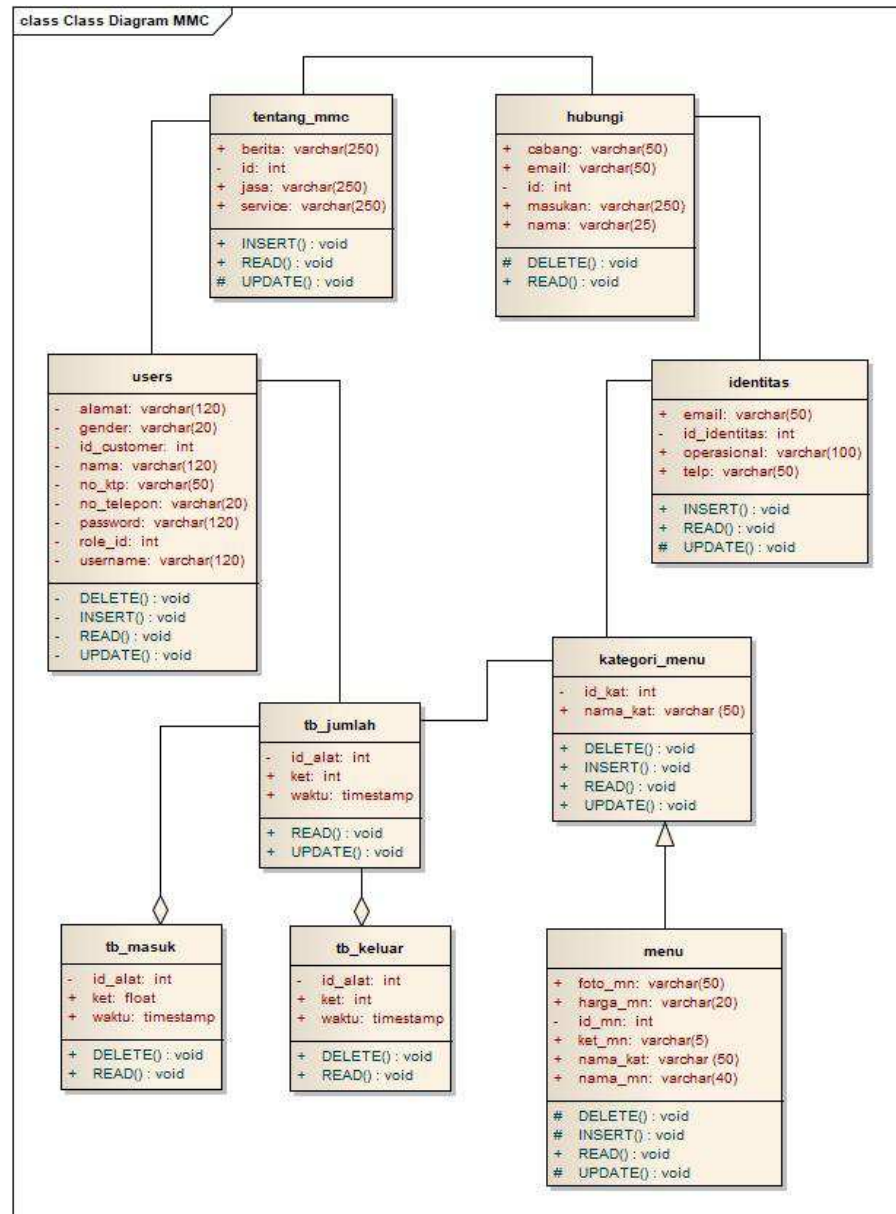 class Class Diagram MMC
tentang_mmc
+ berita: varchar(250)
- id: int
+ jasa: varchar(250)
+ service: varchar(250)
+ INSERT() : void
+ READ() : void
# UPDATE() : void
hubungi
+ cabang: varchar(50)
+ email: varchar(50)
- id: int
+ masukan: varchar(250)
+ nama: varchar(25)
# DELETE() : void
+ READ() : void
users
- alamat: varchar(120)
- gender: varchar(20)
- id_customer: int
- nama: varchar(120)
- no_ktp: varchar(50)
- no_telepon: varchar(20)
- password: varchar(120)
- role_id: int
- username: varchar(120)
- DELETE() : void
- INSERT() : void
- READ() : void
- UPDATE() : void
identitas
+ email: varchar(50)
- id_identitas: int
+ operasional: varchar(100)
+ telp: varchar(50)
+ INSERT() : void
+ READ() : void
# UPDATE() : void
kategori_menu
- id_kat: int
+ nama_kat: varchar (50)
+ DELETE() : void
+ INSERT() : void
+ READ() : void
+ UPDATE() : void
tb_jumlah
- id_alat: int
+ ket: int
+ waktu: timestamp
+ READ() : void
+ UPDATE() : void
tb_masuk
- id_alat: int
+ ket: float
+ waktu: timestamp
+ DELETE() : void
+ READ() : void
tb_keluar
- id_alat: int
+ ket: int
+ waktu: timestamp
+ DELETE() : void
+ READ() : void
menu
+ foto_mn: varchar(50)
+ harga_mn: varchar(20)
- id_mn: int
+ ket_mn: varchar(5)
+ nama_kat: varchar (50)
+ nama_mn: varchar(40)
# DELETE() : void
# INSERT() : void
+ READ() : void
# UPDATE() : void